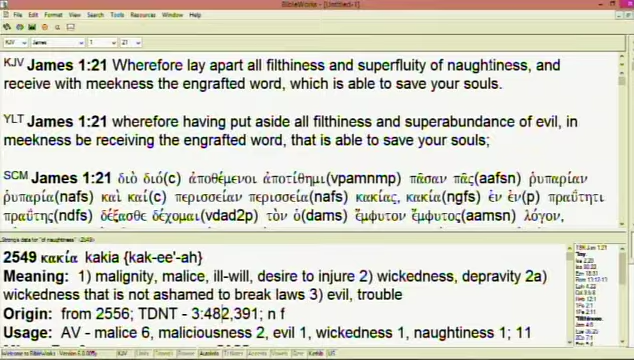 BibleWorks - [Untitled-1]
File Edit Format View Search Tools Resources Window Help
KJV James 1 21
KJV James 1:21 Wherefore lay apart all filthiness and superfluity of naughtiness, and
receive with meekness the engrafted word, which is able to save your souls.
YLT James 1:21 wherefore having put aside all filthiness and superabundance of evil, in
meekness be receiving the engrafted word, that is able to save your souls;
SCM James 1:21 διὸ διό(c) ἀποθέμενοι ἀποτίθημι(vpamnmp) πᾶσαν πᾶς(aafsn) ῥυπαρίαν
ῥυπαρία(nafs) καὶ καί(c) περισσείαν περισσεία(nafs) κακίας, κακία(ngfs) ἐν ἐν(p) πραΰτητι
πραΰτης(ndfs) δέξασθε δέχομαι(vdad2p) τὸν ὁ(dams) ἔμφυτον ἔμφυτος(aamsn) λόγον,
2549 κακία kakia {kak-ee'-ah}
Meaning: 1) malignity, malice, ill-will, desire to injure 2) wickedness, depravity 2a)
wickedness that is not ashamed to break laws 3) evil, trouble
Origin: from 2556; TDNT - 3:482,391; n f
Usage: AV - malice 6, maliciousness 2, evil 1, wickedness 1, naughtiness 1; 11